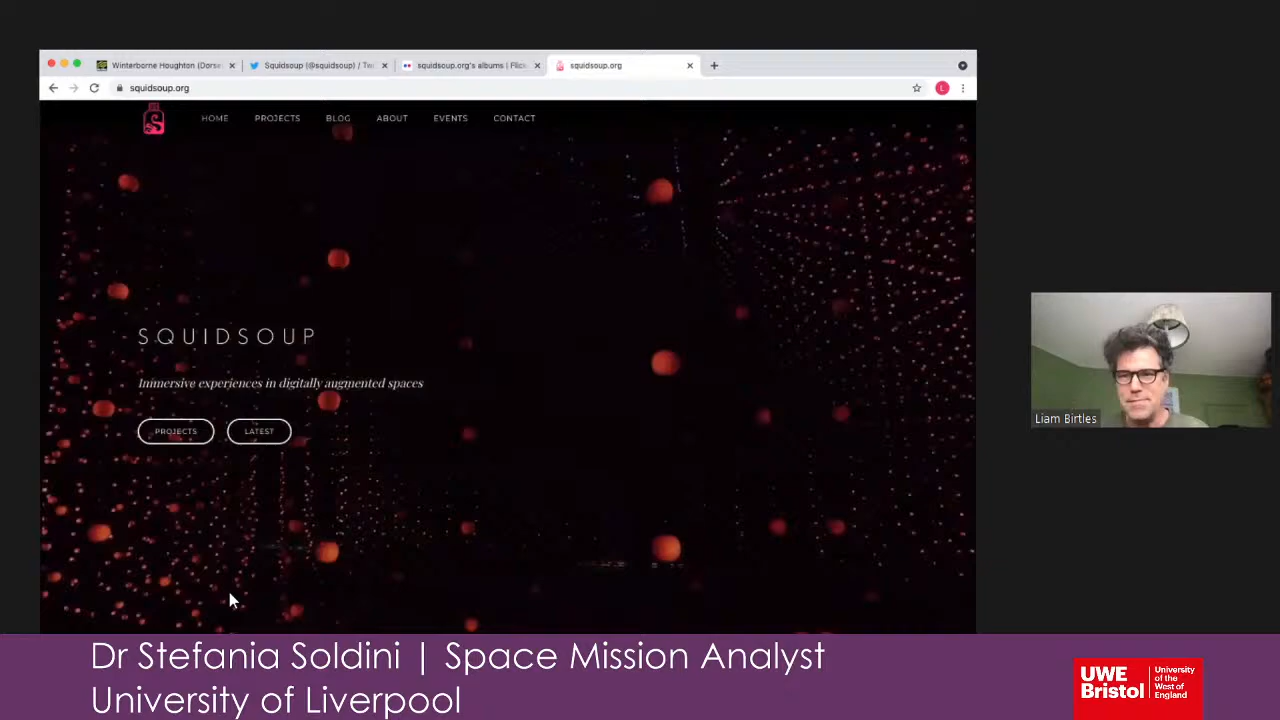 Winterborne Houghton (Dorse
Squidsoup (@squidsoup) / Tw
squidsoup.org's albums | Flick
squidsoup.org
squidsoup.org
L
HOME
PROJECTS
BLOG
ABOUT
EVENTS
CONTACT
SQUIDSOUP
Immersive experiences in digitally augmented spaces
PROJECTS
LATEST
Liam Birtles
Dr Stefania Soldini | Space Mission Analyst
University of Liverpool
UWE
Bristol
University
of the
West of
England